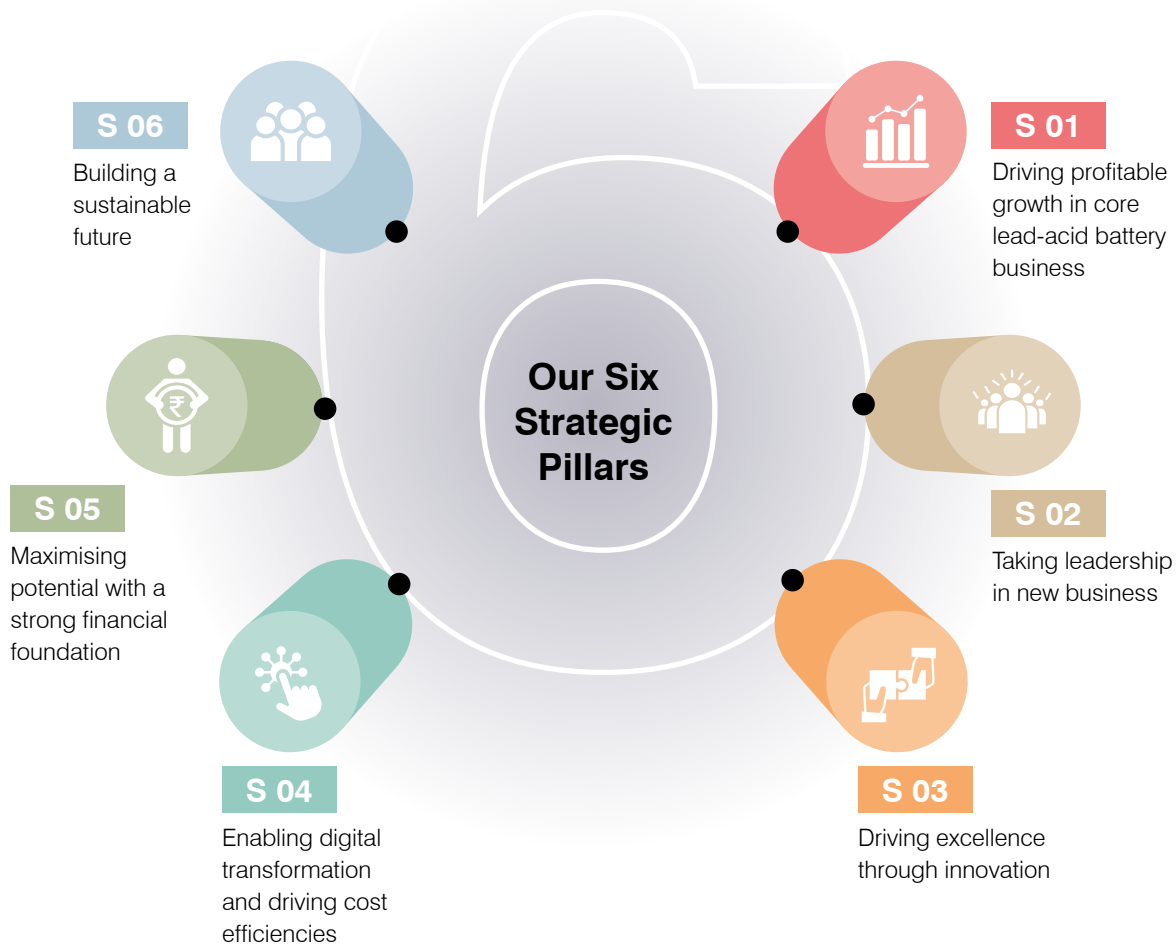 Our Six
Strategic
Pillars
S 01
Driving profitable
growth in core
lead-acid battery
business
S 02
Taking leadership
in new business
S 03
Driving excellence
through innovation
S 04
Enabling digital
transformation
and driving cost
efficiencies
S 05
Maximising
potential with a
strong financial
foundation
₹
S 06
Building a
sustainable
future
6